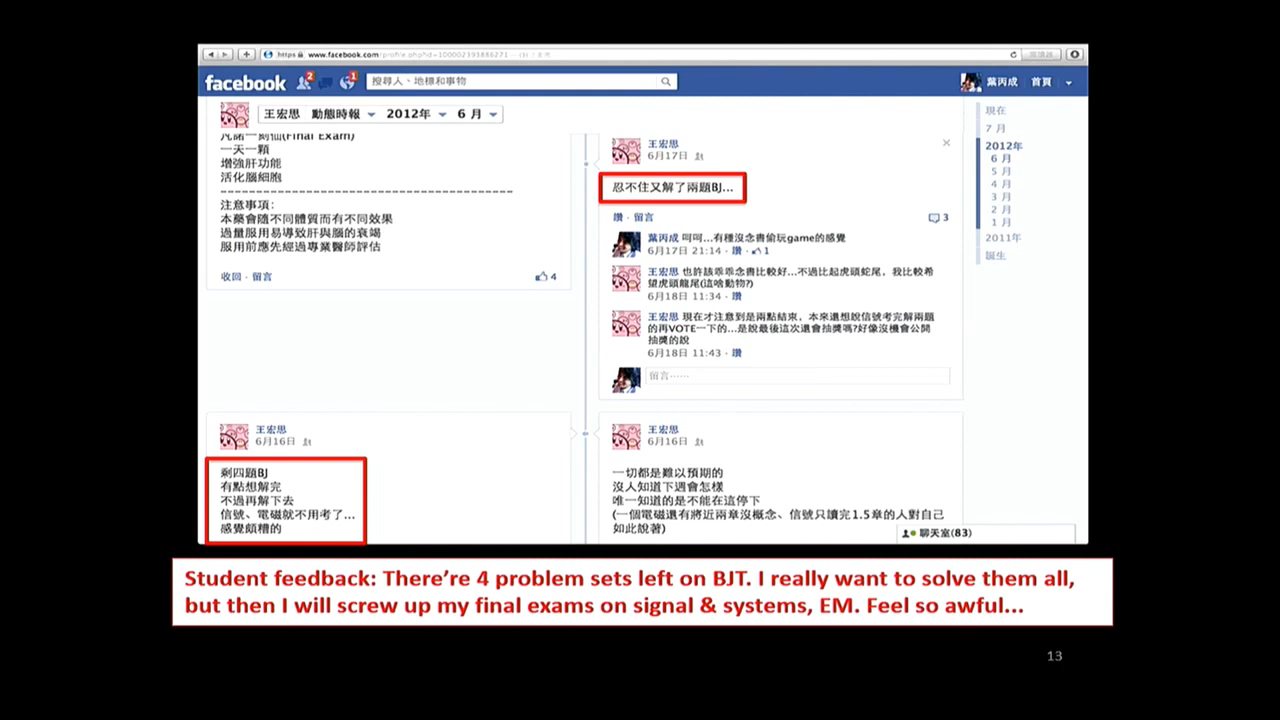 https www.facebook.com/profile.php?id=100002393886271
facebook
2
1
搜尋人、地標和事物
葉丙成
首頁
王宏思
動態時報
2012年
6 月
一天一顆
增強肝功能
活化腦細胞
注意事項:
本藥會隨不同體質而有不同效果
過量服用易導致肝與腦的衰竭
服用前應先經過專業醫師評估
收回 · 留言
4
王宏思
6月17日
忍不住又解了兩題BJ...
讚 · 留言
3
葉丙成 呵呵...有種沒念書偷玩game的感覺
6月17日 21:14 · 讚 · 1
王宏思 也許該乖乖念書比較好...不過比起虎頭蛇尾，我比較希
望虎頭龍尾(這啥動物?)
6月18日 11:34 · 讚
王宏思 現在才注意到是兩點結束，本來還想說信號考完解兩題
的再VOTE一下的...是說最後這次還會抽獎嗎?好像沒機會公開
抽獎的說
6月18日 11:43 · 讚
留言······
現在
7 月
2012年
6 月
5 月
4 月
3 月
2 月
1 月
2011年
誕生
王宏思
6月16日
剩四題BJ
有點想解完
不過再解下去
信號、電磁就不用考了...
感覺頗糟的
王宏思
6月16日
一切都是難以預期的
沒人知道下週會怎樣
唯一知道的是不能在這停下
(一個電磁還有將近兩章沒概念、信號只讀完1.5章的人對自己
如此說著)
聊天室(83)
Student feedback: There’re 4 problem sets left on BJT. I really want to solve them all,
but then I will screw up my final exams on signal & systems, EM. Feel so awful...
13